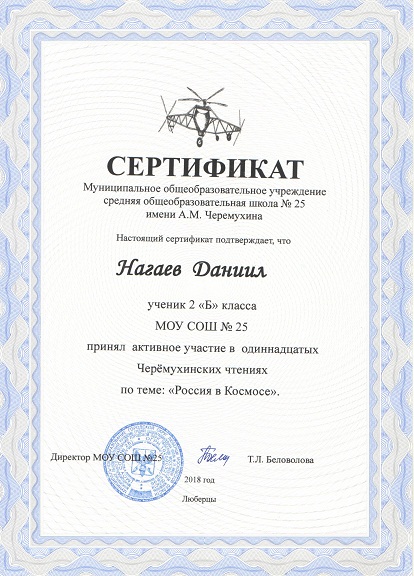 СЕРТИФИКАТ
Муниципальное общеобразовательное учреждение
средняя общеобразовательная школа № 25
имени А.М. Черемухина
Настоящий сертификат подтверждает, что
Нагаев Даниил
ученик 2 «Б» класса
МОУ СОШ № 25
принял активное участие в одиннадцатых
Черёмухинских чтениях
по теме: «Россия в Космосе».
Директор МОУ СОШ №25 Т.Л. Беловолова
2018 год
Люберцы